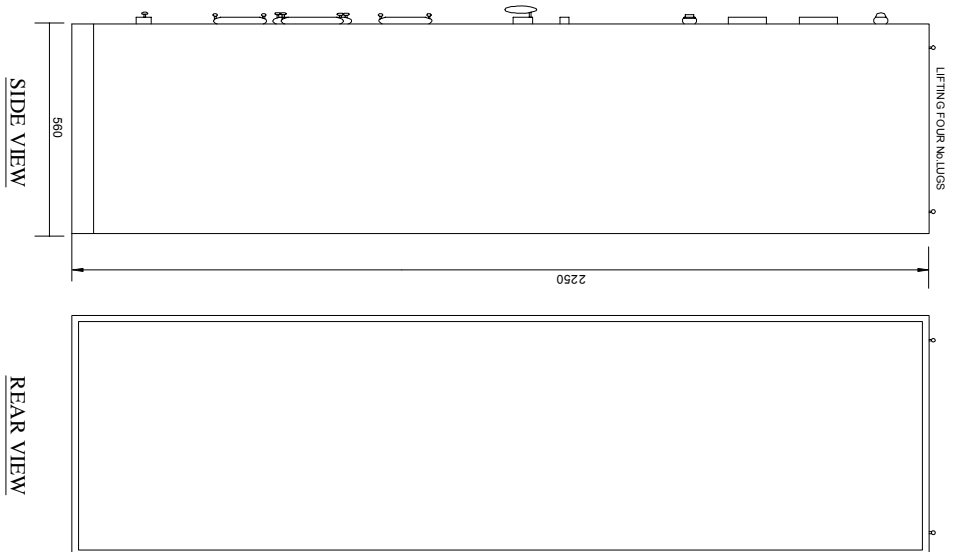 LIFTING FOUR No.LUGS
560
SIDE VIEW
2250
REAR VIEW